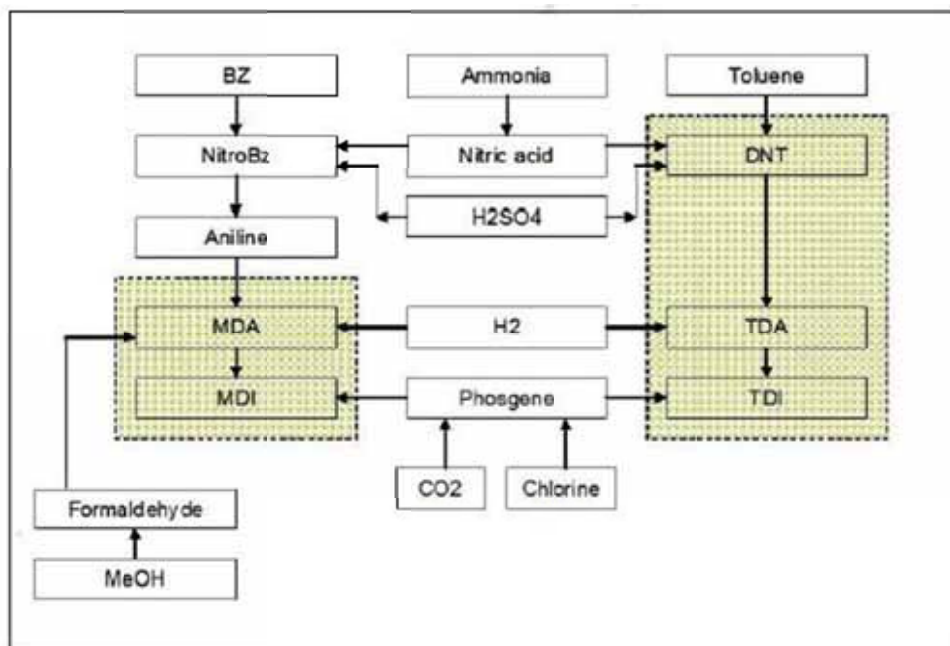 BZ
Ammonia
Toluene
NitroBz
Nitric acid
DNT
H2SO4
Aniline
MDA
H2
TDA
MDI
Phosgene
TDI
CO2
Chlorine
Formaldehyde
MeOH